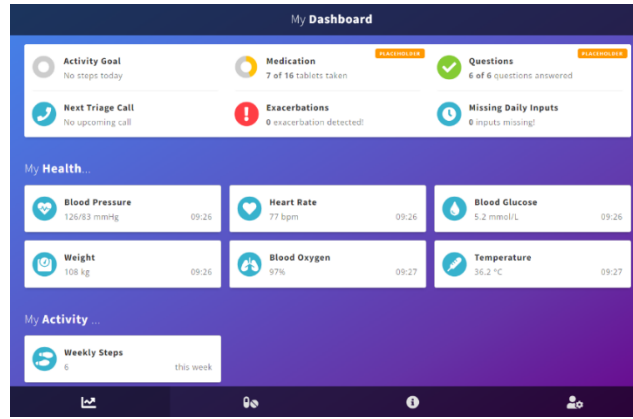 My Dashboard
Activity Goal
No steps today
PLACEHOLDER
Medication
7 of 16 tablets taken
PLACEHOLDER
Questions
6 of 6 questions answered
Next Triage Call
No upcoming call
Exacerbations
0 exacerbation detected!
Missing Daily Inputs
0 inputs missing!
My Health...
Blood Pressure
126/83 mmHg 09:26
Heart Rate
77 bpm 09:26
Blood Glucose
5.2 mmol/L 09:26
Weight
108 kg 09:26
Blood Oxygen
97% 09:27
Temperature
36.2 °C 09:27
My Activity ...
Weekly Steps
6 this week